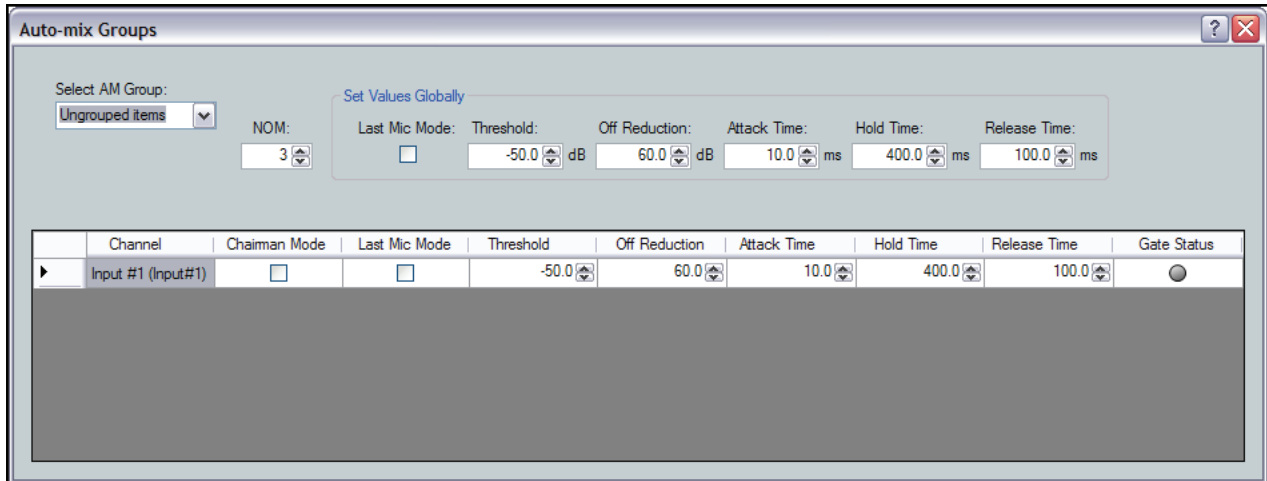 Auto-mix Groups
Select AM Group:
Ungrouped items
NOM:
3
Set Values Globally
Last Mic Mode: Threshold: Off Reduction: Attack Time: Hold Time: Release Time:
-50.0 dB 60.0 dB 10.0 ms 400.0 ms 100.0 ms
Channel Chaiman Mode Last Mic Mode Threshold Off Reduction Attack Time Hold Time Release Time Gate Status
Input #1 (Input#1) -50.0 60.0 10.0 400.0 100.0